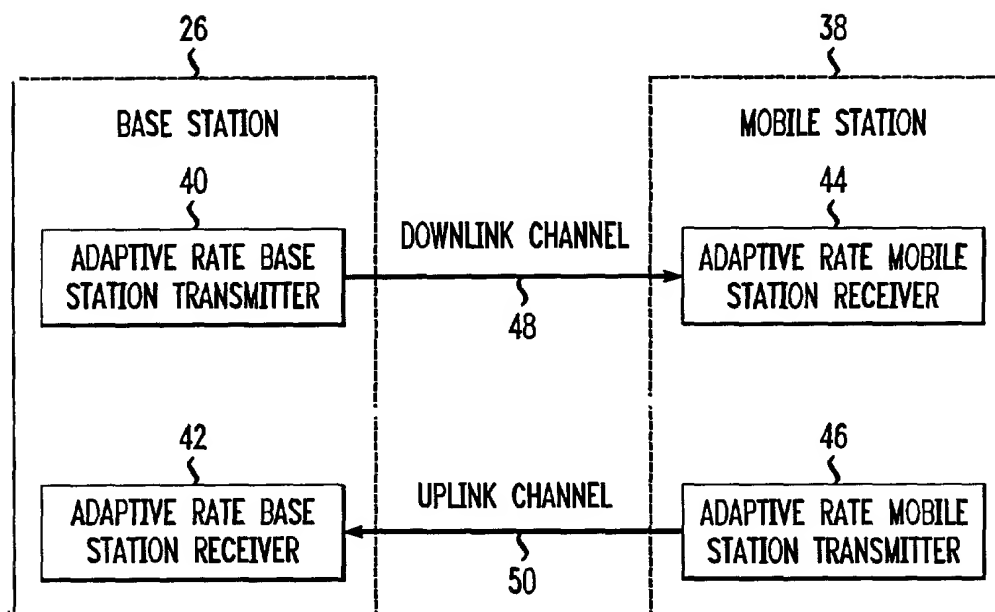 26
38
BASE STATION
MOBILE STATION
40
44
ADAPTIVE RATE BASE
STATION TRANSMITTER
DOWNLINK CHANNEL
48
ADAPTIVE RATE MOBILE
STATION RECEIVER
42
46
ADAPTIVE RATE BASE
STATION RECEIVER
UPLINK CHANNEL
50
ADAPTIVE RATE MOBILE
STATION TRANSMITTER